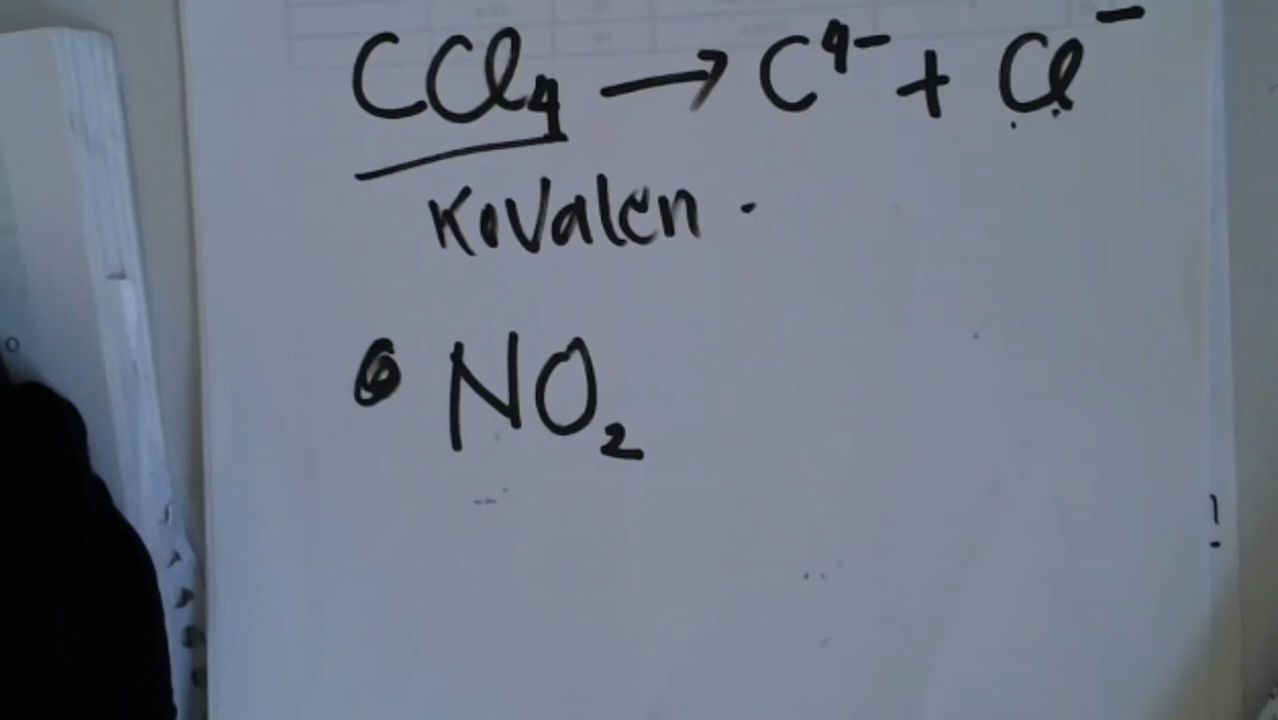 CCl₄ → C⁴⁻ + Cl⁻
Kovalen .
• NO₂